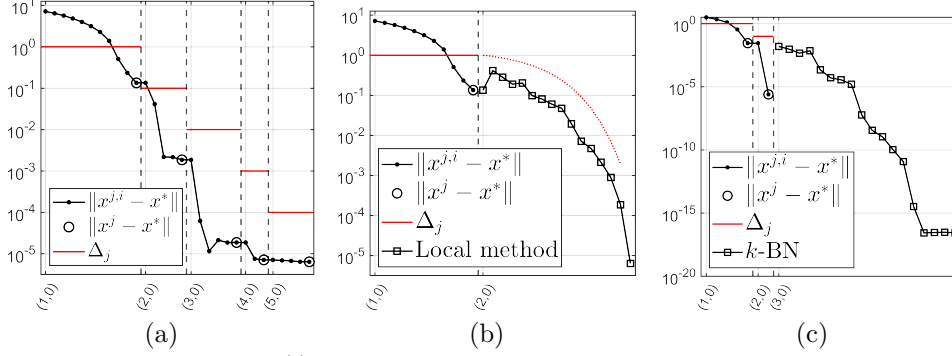 10^1
10^0
10^{-1}
10^{-2}
10^{-3}
10^{-4}
10^{-5}
‖x^{j,i} − x*‖
‖x^j − x*‖
Δ_j
(1,0)
(2,0)
(3,0)
(4,0)
(5,0)
(a)
10^1
10^0
10^{-1}
10^{-2}
10^{-3}
10^{-4}
10^{-5}
‖x^{j,i} − x*‖
‖x^j − x*‖
Δ_j
Local method
(1,0)
(2,0)
(b)
10^0
10^{-5}
10^{-10}
10^{-15}
10^{-20}
‖x^{j,i} − x*‖
‖x^j − x*‖
Δ_j
k-BN
(1,0)
(2,0)
(3,0)
(c)